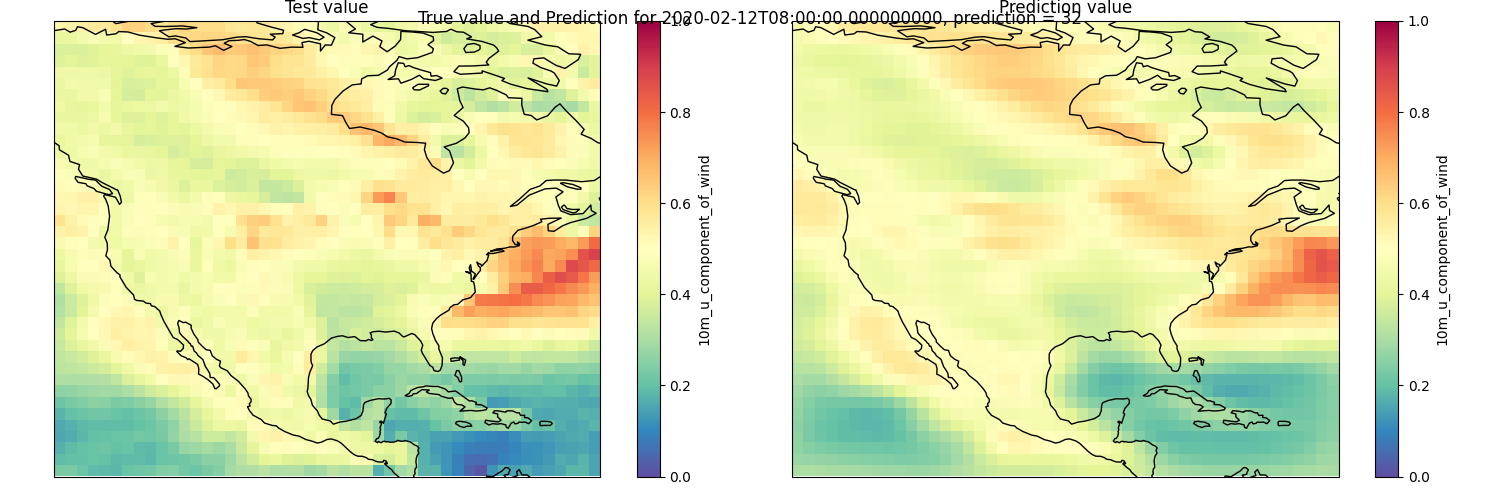 Test value
Prediction value
True value and Prediction for 2020-02-12T08:00:00.000000000, prediction = 32
1.0
0.8
0.6
0.4
0.2
0.0
10m_u_component_of_wind
1.0
0.8
0.6
0.4
0.2
0.0
10m_u_component_of_wind